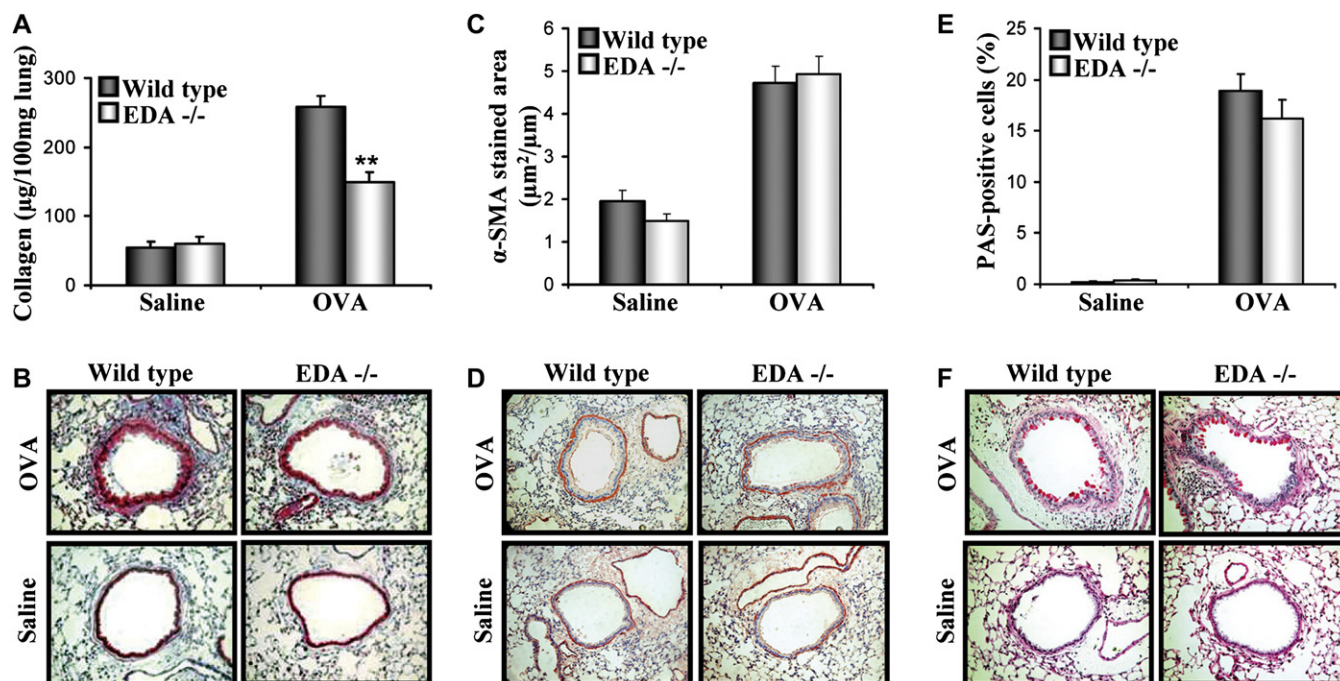 A
Wild type
EDA -/-
Collagen (µg/100mg lung)
300
200
100
0
**
Saline
OVA
C
Wild type
EDA -/-
α-SMA stained area
(µm²/µm)
6
5
4
3
2
1
0
Saline
OVA
E
Wild type
EDA -/-
PAS-positive cells (%)
25
20
15
10
5
0
Saline
OVA
B
Wild type
EDA -/-
OVA
Saline
D
Wild type
EDA -/-
OVA
Saline
F
Wild type
EDA -/-
OVA
Saline